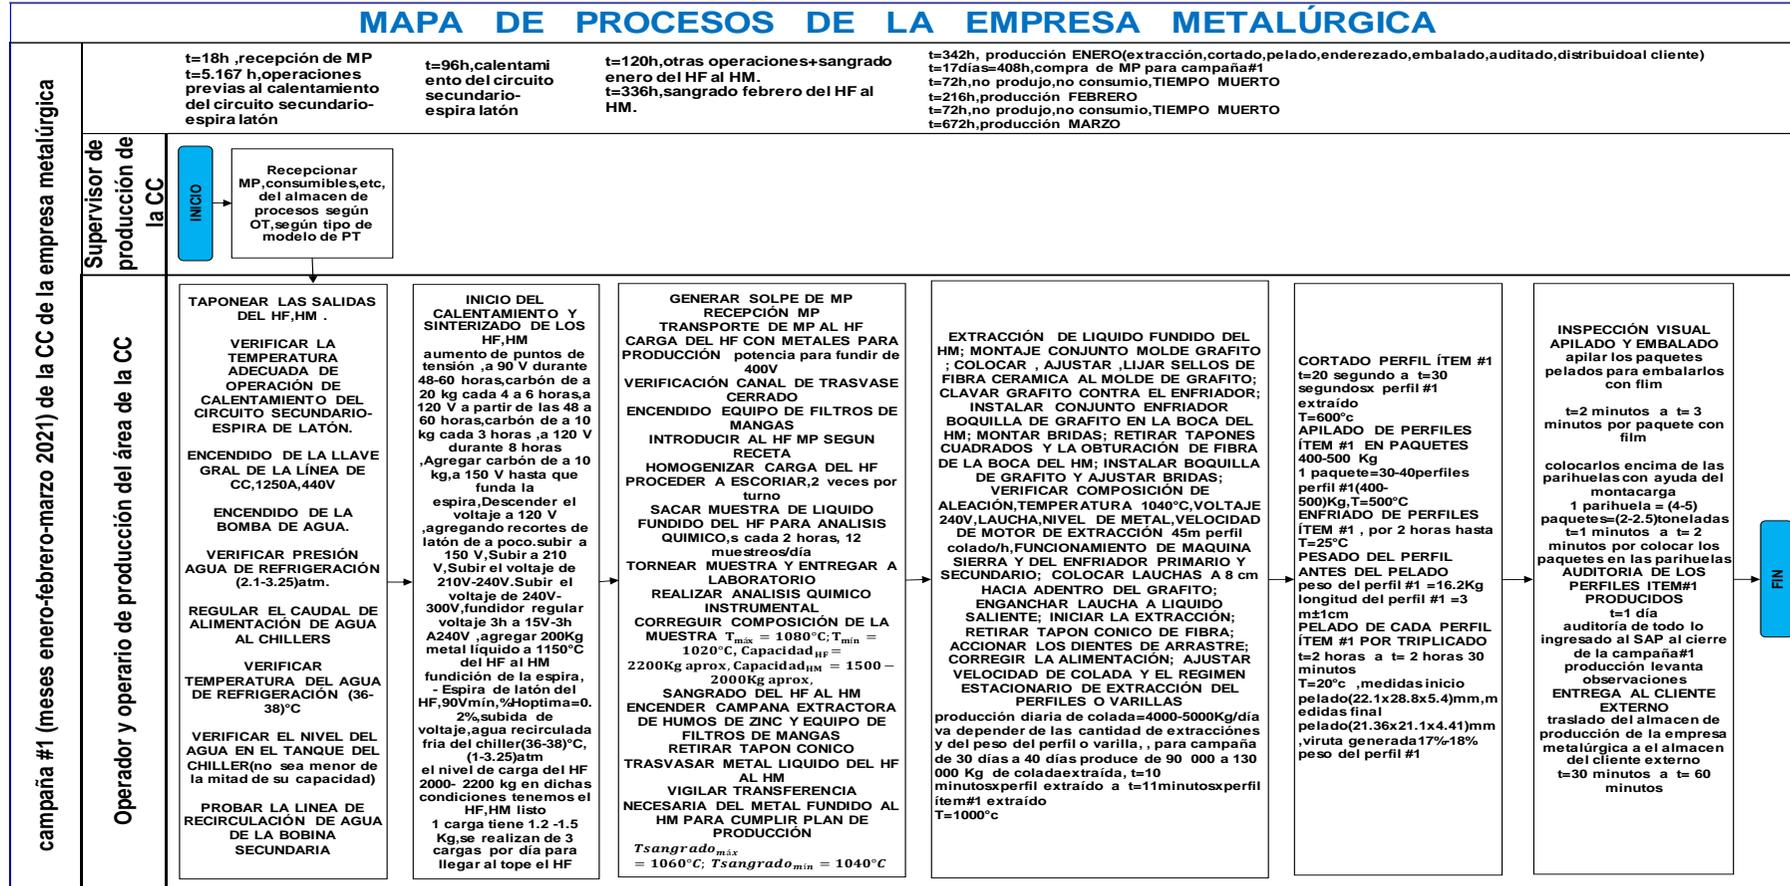 MAPA DE PROCESOS DE LA EMPRESA METALÚRGICA
campaña #1 (meses enero-febrero-marzo 2021) de la CC de la empresa metalúrgica
t=18h ,recepción de MP
t=5.167 h,operaciones
previas al calentamiento
del circuito secundario-
espira latón
t=96h,calentami
ento del circuito
secundario-
espira latón
t=120h,otras operaciones+sangrado
enero del HF al HM.
t=336h,sangrado febrero del HF al
HM.
t=342h, producción ENERO(extracción,cortado,pelado,enderezado,embalado,auditado,distribuidoal cliente)
t=17días=408h,compra de MP para campaña#1
t=72h,no produjo,no consumio,TIEMPO MUERTO
t=216h,producción FEBRERO
t=72h,no produjo,no consumio,TIEMPO MUERTO
t=672h,producción MARZO
Supervisor de
producción de
la CC
INICIO
Recepcionar
MP,consumibles,etc,
del almacen de
procesos según
OT,según tipo de
modelo de PT
Operador y operario de producción del área de la CC
TAPONEAR LAS SALIDAS
DEL HF,HM .
VERIFICAR LA
TEMPERATURA
ADECUADA DE
OPERACIÓN DE
CALENTAMIENTO DEL
CIRCUITO SECUNDARIO-
ESPIRA DE LATÓN.
ENCENDIDO DE LA LLAVE
GRAL DE LA LÍNEA DE
CC,1250A,440V
ENCENDIDO DE LA
BOMBA DE AGUA.
VERIFICAR PRESIÓN
AGUA DE REFRIGERACIÓN
(2.1-3.25)atm.
REGULAR EL CAUDAL DE
ALIMENTACIÓN DE AGUA
AL CHILLERS
VERIFICAR
TEMPERATURA DEL AGUA
DE REFRIGERACIÓN (36-
38)°C
VERIFICAR EL NIVEL DEL
AGUA EN EL TANQUE DEL
CHILLER(no sea menor de
la mitad de su capacidad)
PROBAR LA LINEA DE
RECIRCULACIÓN DE AGUA
DE LA BOBINA
SECUNDARIA
INICIO DEL
CALENTAMIENTO Y
SINTERIZADO DE LOS
HF,HM
aumento de puntos de
tensión ,a 90 V durante
48-60 horas,carbón de a
20 kg cada 4 a 6 horas,a
120 V a partir de las 48 a
60 horas,carbón de a 10
kg cada 3 horas ,a 120 V
durante 8 horas
,Agregar carbón de a 10
kg,a 150 V hasta que
funda la
espira,Descender el
voltaje a 120 V
,agregando recortes de
latón de a poco.subir a
150 V,Subir a 210
V,Subir el voltaje de
210V-240V.Subir el
voltaje de 240V-
300V,fundidor regular
voltaje 3h a 15V-3h
A240V ,agregar 200Kg
metal líquido a 1150°C
del HF al HM
fundición de la espira,
- Espira de latón del
HF,90Vmín,%Hoptima=0.
2%,subida de
voltaje,agua recirculada
fria del chiller(36-38)°C,
(1-3.25)atm
el nivel de carga del HF
2000- 2200 kg en dichas
condiciones tenemos el
HF,HM listo
1 carga tiene 1.2 -1.5
Kg,se realizan de 3
cargas por día para
llegar al tope el HF
GENERAR SOLPE DE MP
RECEPCIÓN MP
TRANSPORTE DE MP AL HF
CARGA DEL HF CON METALES PARA
PRODUCCIÓN potencia para fundir de
400V
VERIFICACIÓN CANAL DE TRASVASE
CERRADO
ENCENDIDO EQUIPO DE FILTROS DE
MANGAS
INTRODUCIR AL HF MP SEGUN
RECETA
HOMOGENIZAR CARGA DEL HF
PROCEDER A ESCORIAR,2 veces por
turno
SACAR MUESTRA DE LIQUIDO
FUNDIDO DEL HF PARA ANALISIS
QUIMICO,s cada 2 horas, 12
muestreos/día
TORNEAR MUESTRA Y ENTREGAR A
LABORATORIO
REALIZAR ANALISIS QUIMICO
INSTRUMENTAL
CORREGUIR COMPOSICIÓN DE LA
MUESTRA Tmáx = 1080°C; Tmín =
1020°C, CapacidadHF =
2200Kg aprox, CapacidadHM = 1500 −
2000Kg aprox,
SANGRADO DEL HF AL HM
ENCENDER CAMPANA EXTRACTORA
DE HUMOS DE ZINC Y EQUIPO DE
FILTROS DE MANGAS
RETIRAR TAPON CONICO
TRASVASAR METAL LIQUIDO DEL HF
AL HM
VIGILAR TRANSFERENCIA
NECESARIA DEL METAL FUNDIDO AL
HM PARA CUMPLIR PLAN DE
PRODUCCIÓN
Tsangradomáx
= 1060°C; Tsangradomín = 1040°C
EXTRACCIÓN DE LIQUIDO FUNDIDO DEL
HM; MONTAJE CONJUNTO MOLDE GRAFITO
; COLOCAR , AJUSTAR ,LIJAR SELLOS DE
FIBRA CERAMICA AL MOLDE DE GRAFITO;
CLAVAR GRAFITO CONTRA EL ENFRIADOR;
INSTALAR CONJUNTO ENFRIADOR
BOQUILLA DE GRAFITO EN LA BOCA DEL
HM; MONTAR BRIDAS; RETIRAR TAPONES
CUADRADOS Y LA OBTURACIÓN DE FIBRA
DE LA BOCA DEL HM; INSTALAR BOQUILLA
DE GRAFITO Y AJUSTAR BRIDAS;
VERIFICAR COMPOSICIÓN DE
ALEACIÓN,TEMPERATURA 1040°C,VOLTAJE
240V,LAUCHA,NIVEL DE METAL,VELOCIDAD
DE MOTOR DE EXTRACCIÓN 45m perfil
colado/h,FUNCIONAMIENTO DE MAQUINA
SIERRA Y DEL ENFRIADOR PRIMARIO Y
SECUNDARIO; COLOCAR LAUCHAS A 8 cm
HACIA ADENTRO DEL GRAFITO;
ENGANCHAR LAUCHA A LIQUIDO
SALIENTE; INICIAR LA EXTRACCIÓN;
RETIRAR TAPON CONICO DE FIBRA;
ACCIONAR LOS DIENTES DE ARRASTRE;
CORREGIR LA ALIMENTACIÓN; AJUSTAR
VELOCIDAD DE COLADA Y EL REGIMEN
ESTACIONARIO DE EXTRACCIÓN DEL
PERFILES O VARILLAS
producción diaria de colada=4000-5000Kg/día
va depender de las cantidad de extracciónes
y del peso del perfil o varilla, , para campaña
de 30 días a 40 días produce de 90 000 a 130
000 Kg de coladaextraída, t=10
minutosxperfil extraído a t=11minutosxperfil
ítem#1 extraído
T=1000°c
CORTADO PERFIL ÍTEM #1
t=20 segundo a t=30
segundosx perfil #1
extraído
T=600°c
APILADO DE PERFILES
ÍTEM #1 EN PAQUETES
400-500 Kg
1 paquete=30-40perfiles
perfil #1(400-
500)Kg,T=500°C
ENFRIADO DE PERFILES
ÍTEM #1 , por 2 horas hasta
T=25°C
PESADO DEL PERFIL
ANTES DEL PELADO
peso del perfil #1 =16.2Kg
longitud del perfil #1 =3
m±1cm
PELADO DE CADA PERFIL
ÍTEM #1 POR TRIPLICADO
t=2 horas a t= 2 horas 30
minutos
T=20°c ,medidas inicio
pelado(22.1x28.8x5.4)mm,m
edidas final
pelado(21.36x21.1x4.41)mm
,viruta generada17%-18%
peso del perfil #1
INSPECCIÓN VISUAL
APILADO Y EMBALADO
apilar los paquetes
pelados para embalarlos
con flim
t=2 minutos a t= 3
minutos por paquete con
film
colocarlos encima de las
parihuelas con ayuda del
montacarga
1 parihuela = (4-5)
paquetes=(2-2.5)toneladas
t=1 minutos a t= 2
minutos por colocar los
paquetes en las parihuelas
AUDITORIA DE LOS
PERFILES ITEM#1
PRODUCIDOS
t=1 día
auditoría de todo lo
ingresado al SAP al cierre
de la campaña#1
producción levanta
observaciones
ENTREGA AL CLIENTE
EXTERNO
traslado del almacen de
producción de la empresa
metalúrgica a el almacen
del cliente externo
t=30 minutos a t= 60
minutos
FIN